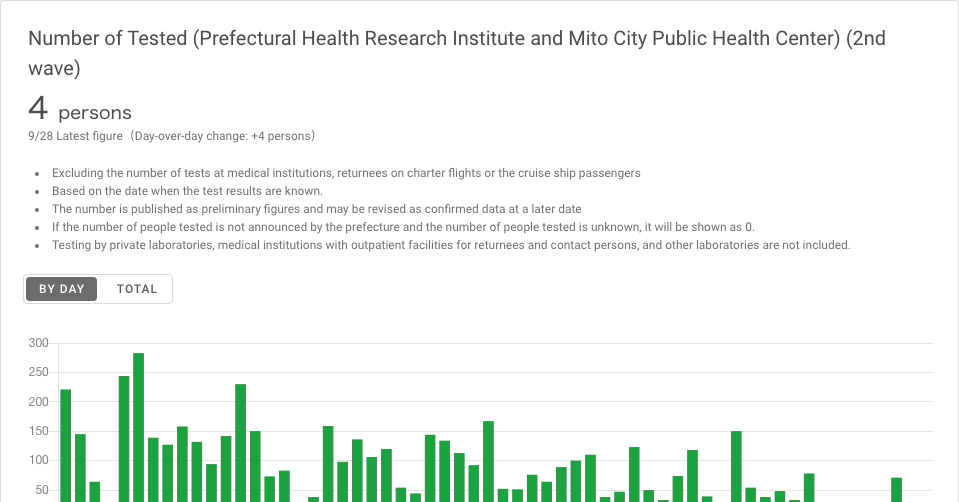 Number of Tested (Prefectural Health Research Institute and Mito City Public Health Center) (2nd
wave)
4 persons
9/28 Latest figure（Day-over-day change: +4 persons）
Excluding the number of tests at medical institutions, returnees on charter flights or the cruise ship passengers
Based on the date when the test results are known.
The number is published as preliminary figures and may be revised as confirmed data at a later date
If the number of people tested is not announced by the prefecture and the number of people tested is unknown, it will be shown as 0.
Testing by private laboratories, medical institutions with outpatient facilities for returnees and contact persons, and other laboratories are not included.
BY DAY TOTAL
300
250
200
150
100
50